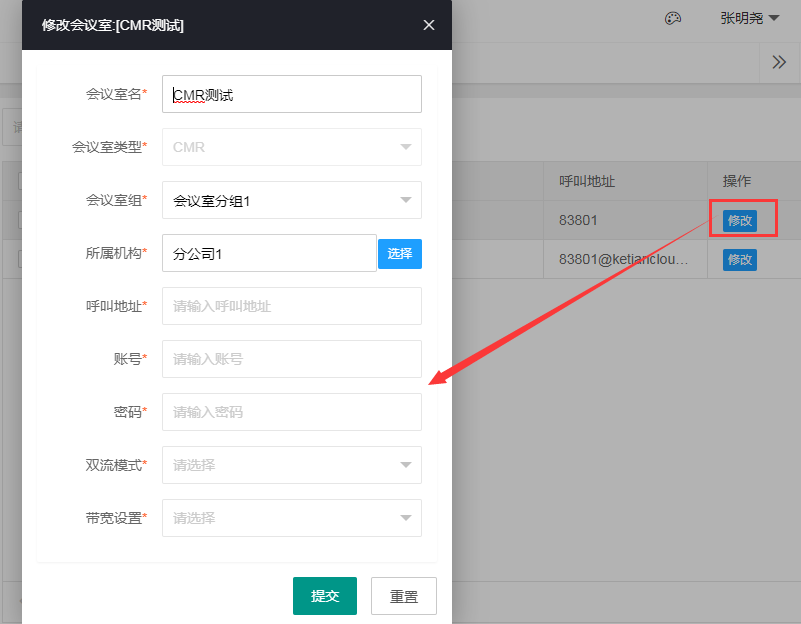 修改会议室:[CMR测试]
张明尧
会议室名* CMR测试
会议室类型* CMR
会议室组* 会议室分组1
所属机构* 分公司1 选择
呼叫地址* 请输入呼叫地址
账号* 请输入账号
密码* 请输入密码
双流模式* 请选择
带宽设置* 请选择
提交 重置
呼叫地址 操作
83801 修改
83801@ketianclou... 修改